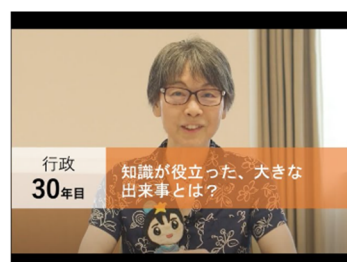 行政
30年目
知識が役立った、大きな
出来事とは？